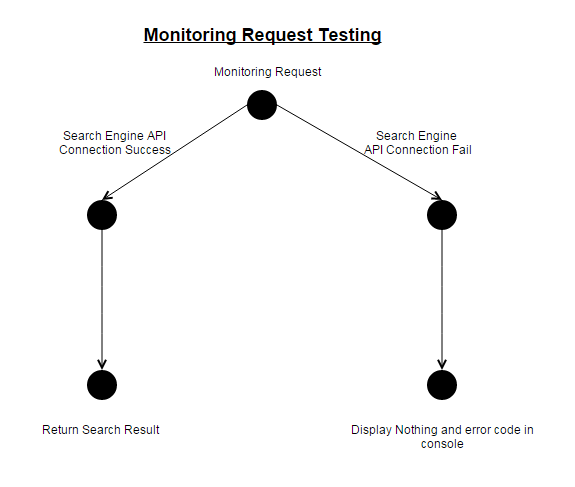 Monitoring Request Testing
Monitoring Request
Search Engine API
Connection Success
Search Engine
API Connection Fail
Return Search Result
Display Nothing and error code in
console